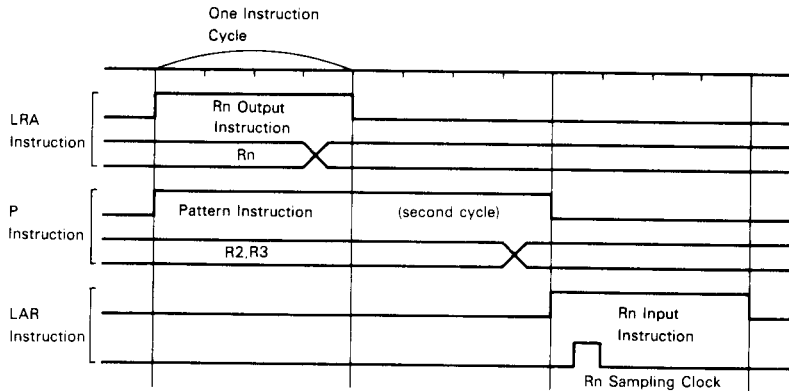 One Instruction
Cycle
LRA
Instruction
Rn Output
Instruction
Rn
P
Instruction
Pattern Instruction
(second cycle)
R2,R3
LAR
Instruction
Rn Input
Instruction
Rn Sampling Clock